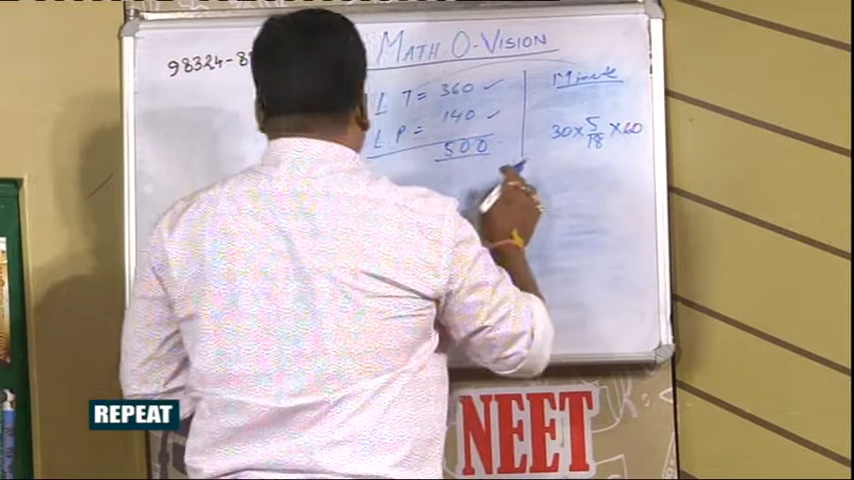 98324-8
MATH-O-VISION
L T = 360 ✓
L P = 140 ✓
500
Minute
30 × 5/18 × 60
REPEAT
NEET